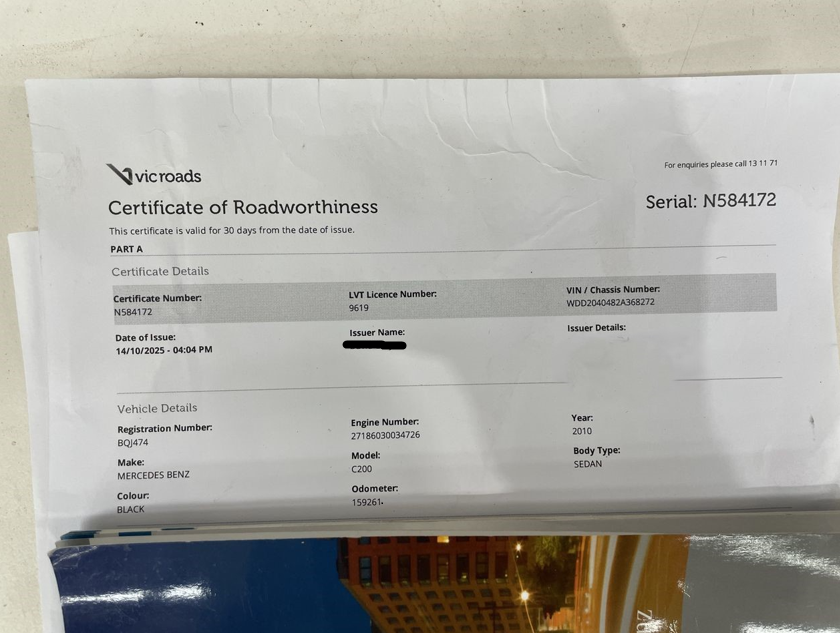 For enquiries please call 13 11 71
vicroads
Certificate of Roadworthiness
Serial: N584172
This certificate is valid for 30 days from the date of issue.
PART A
Certificate Details
Certificate Number:
N584172
LVT Licence Number:
9619
VIN / Chassis Number:
WDD2040482A368272
Date of Issue:
14/10/2025 - 04:04 PM
Issuer Name:
Issuer Details:
Vehicle Details
Registration Number:
BQJ474
Engine Number:
27186030034726
Year:
2010
Make:
MERCEDES BENZ
Model:
C200
Body Type:
SEDAN
Colour:
BLACK
Odometer:
159261